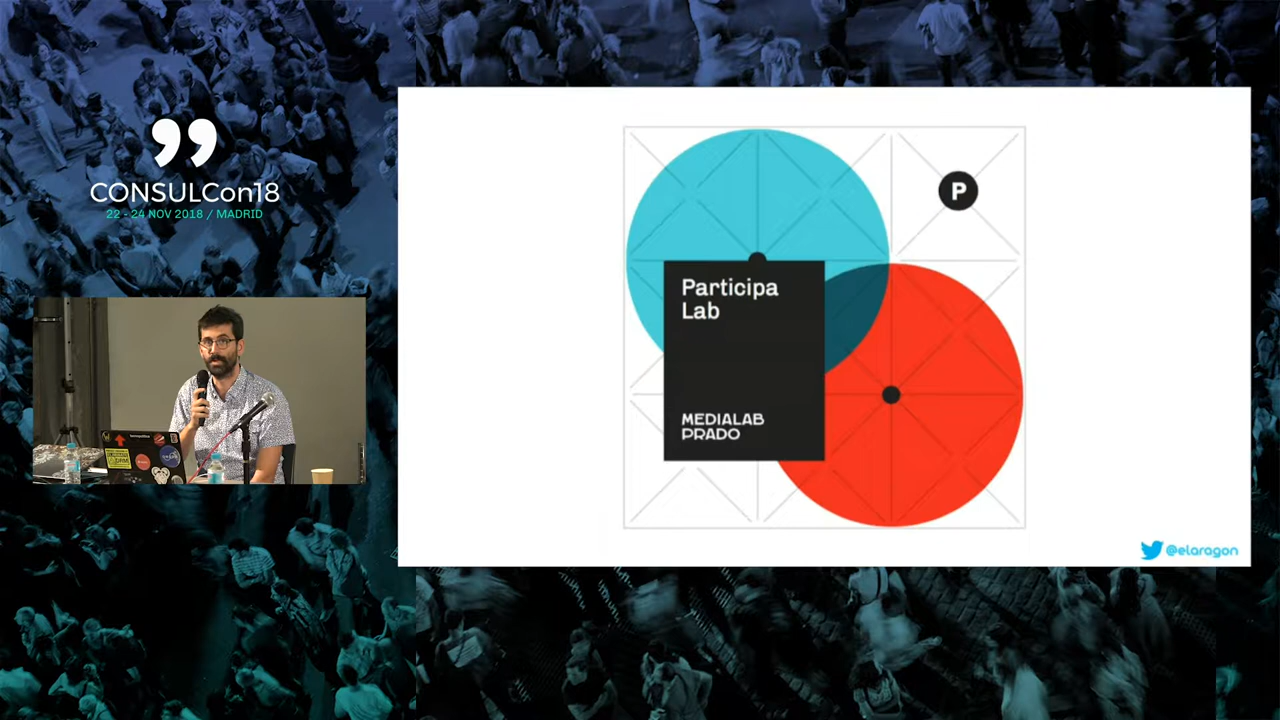 CONSULCon18
22 - 24 NOV 2018 / MADRID
P
Participa
Lab
MEDIALAB
PRADO
@elaragon